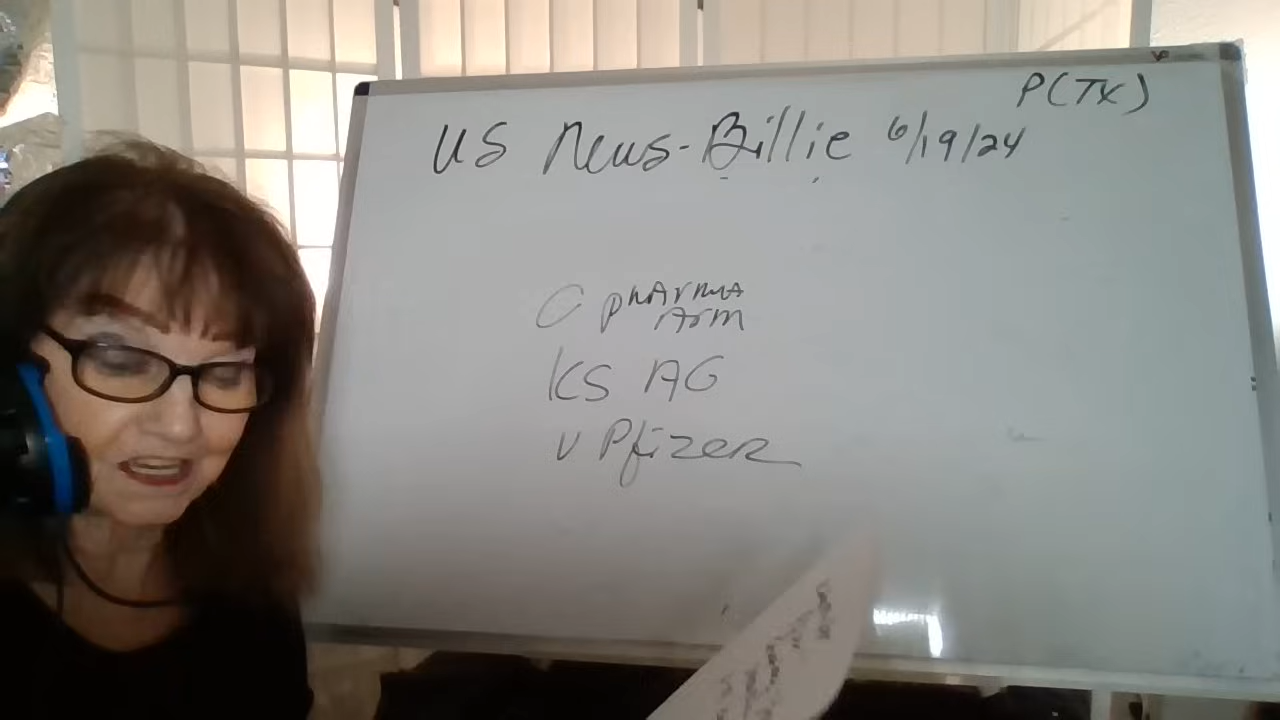 P(TX)
US News-Billie 6/19/24
C pharma
Arm
KS AG
v Pfizer